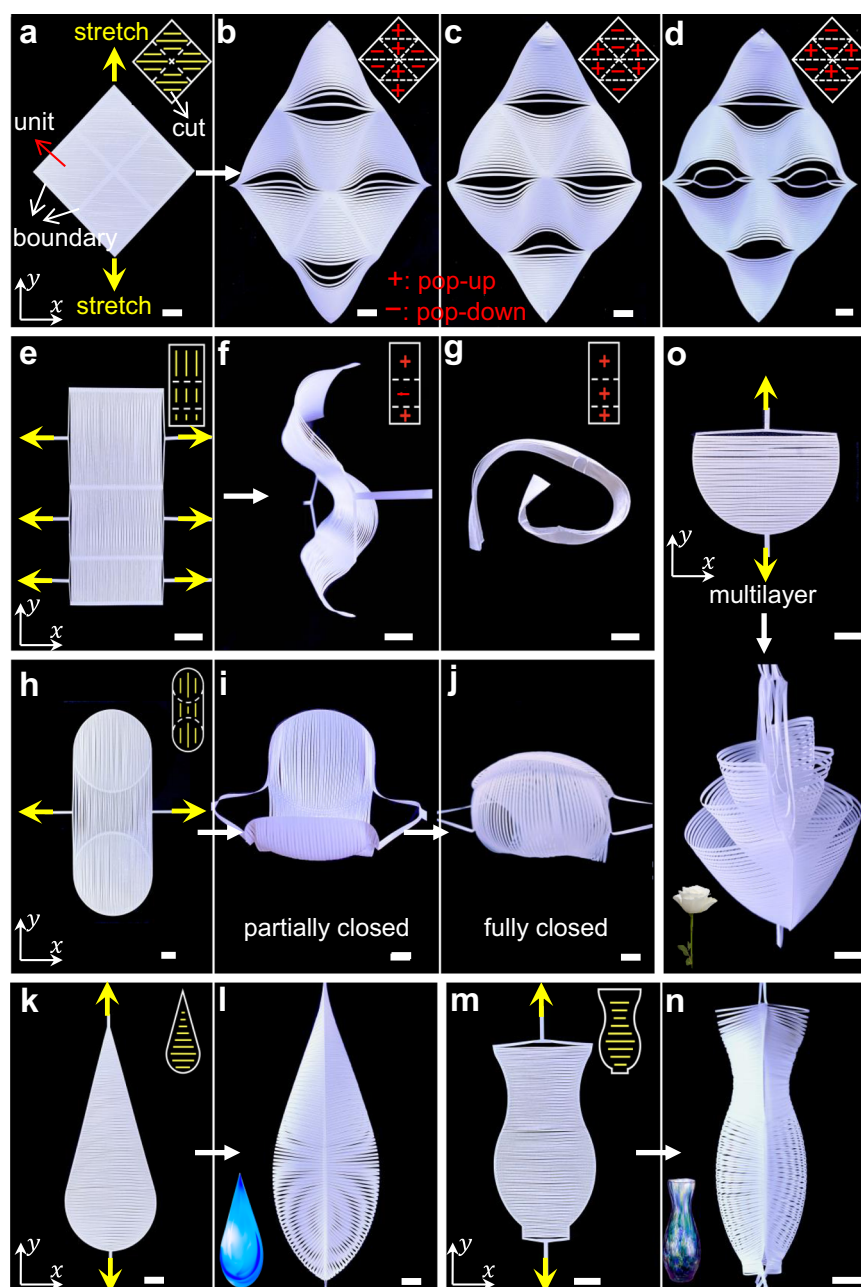 a
stretch
unit
cut
boundary
stretch
y
x
b
c
d
+: pop-up
−: pop-down
e
y
x
f
g
o
y
x
multilayer
h
y
x
i
partially closed
j
fully closed
k
y
x
l
m
n